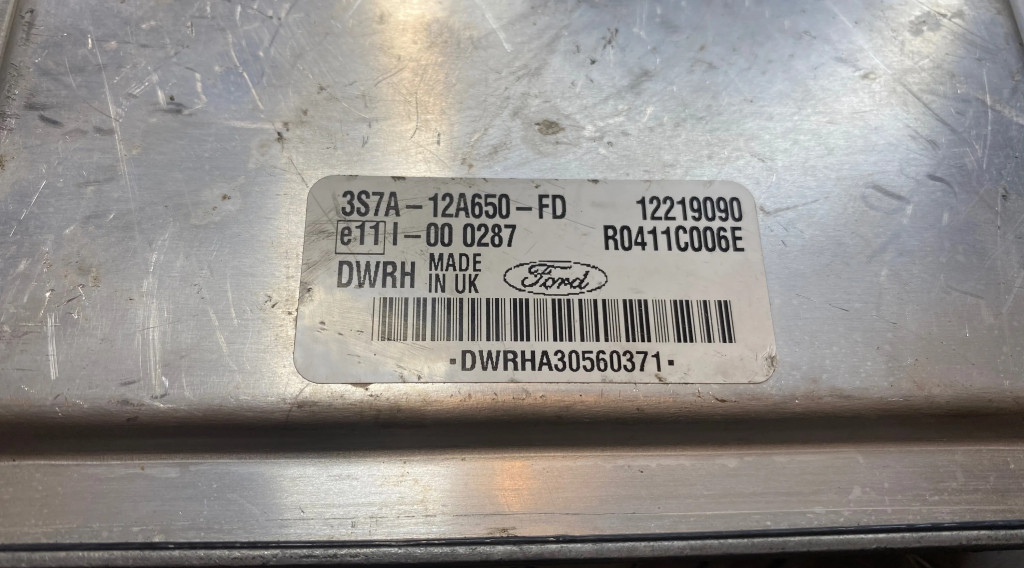 3S7A-12A650-FD 12219090
e11 I-00 0287 R0411C006E
DWRH MADE IN UK Ford
·DWRHA30560371·